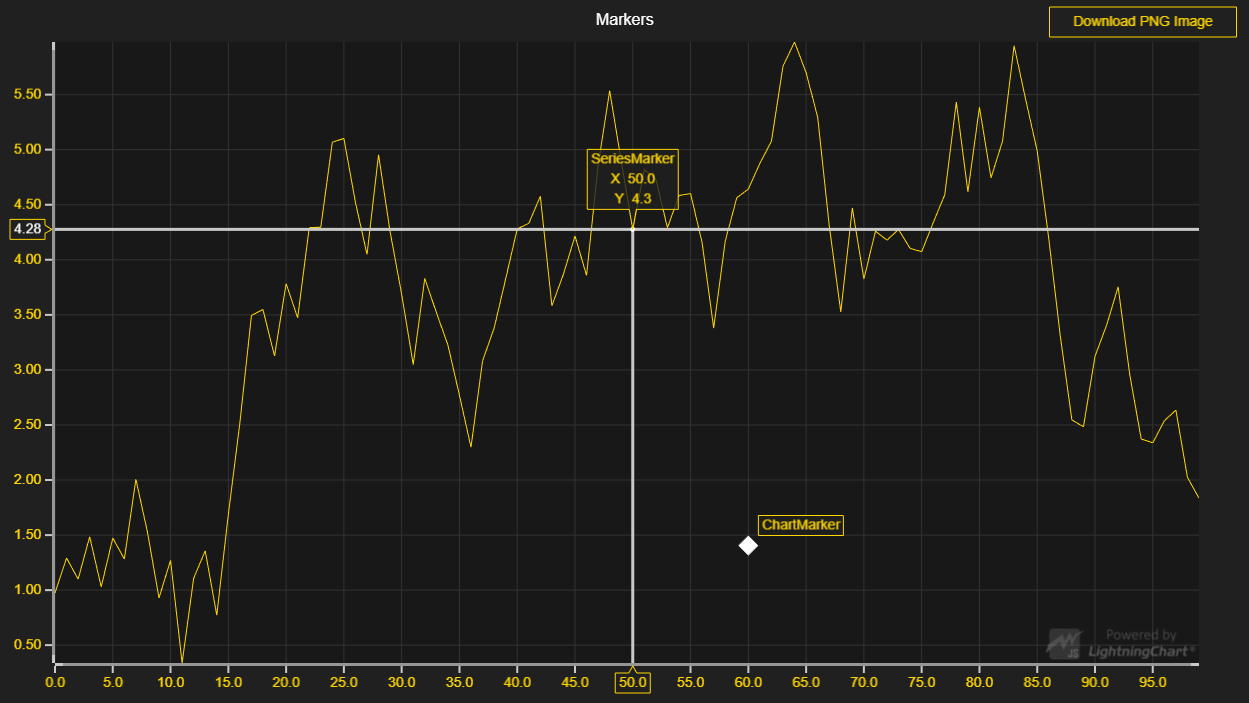 Markers
Download PNG Image
5.50
5.00
4.50
4.28
4.00
3.50
3.00
2.50
2.00
1.50
1.00
0.50
SeriesMarker
X 50.0
Y 4.3
ChartMarker
JS
Powered by
LightningChart®
0.0 5.0 10.0 15.0 20.0 25.0 30.0 35.0 40.0 45.0 50.0 55.0 60.0 65.0 70.0 75.0 80.0 85.0 90.0 95.0